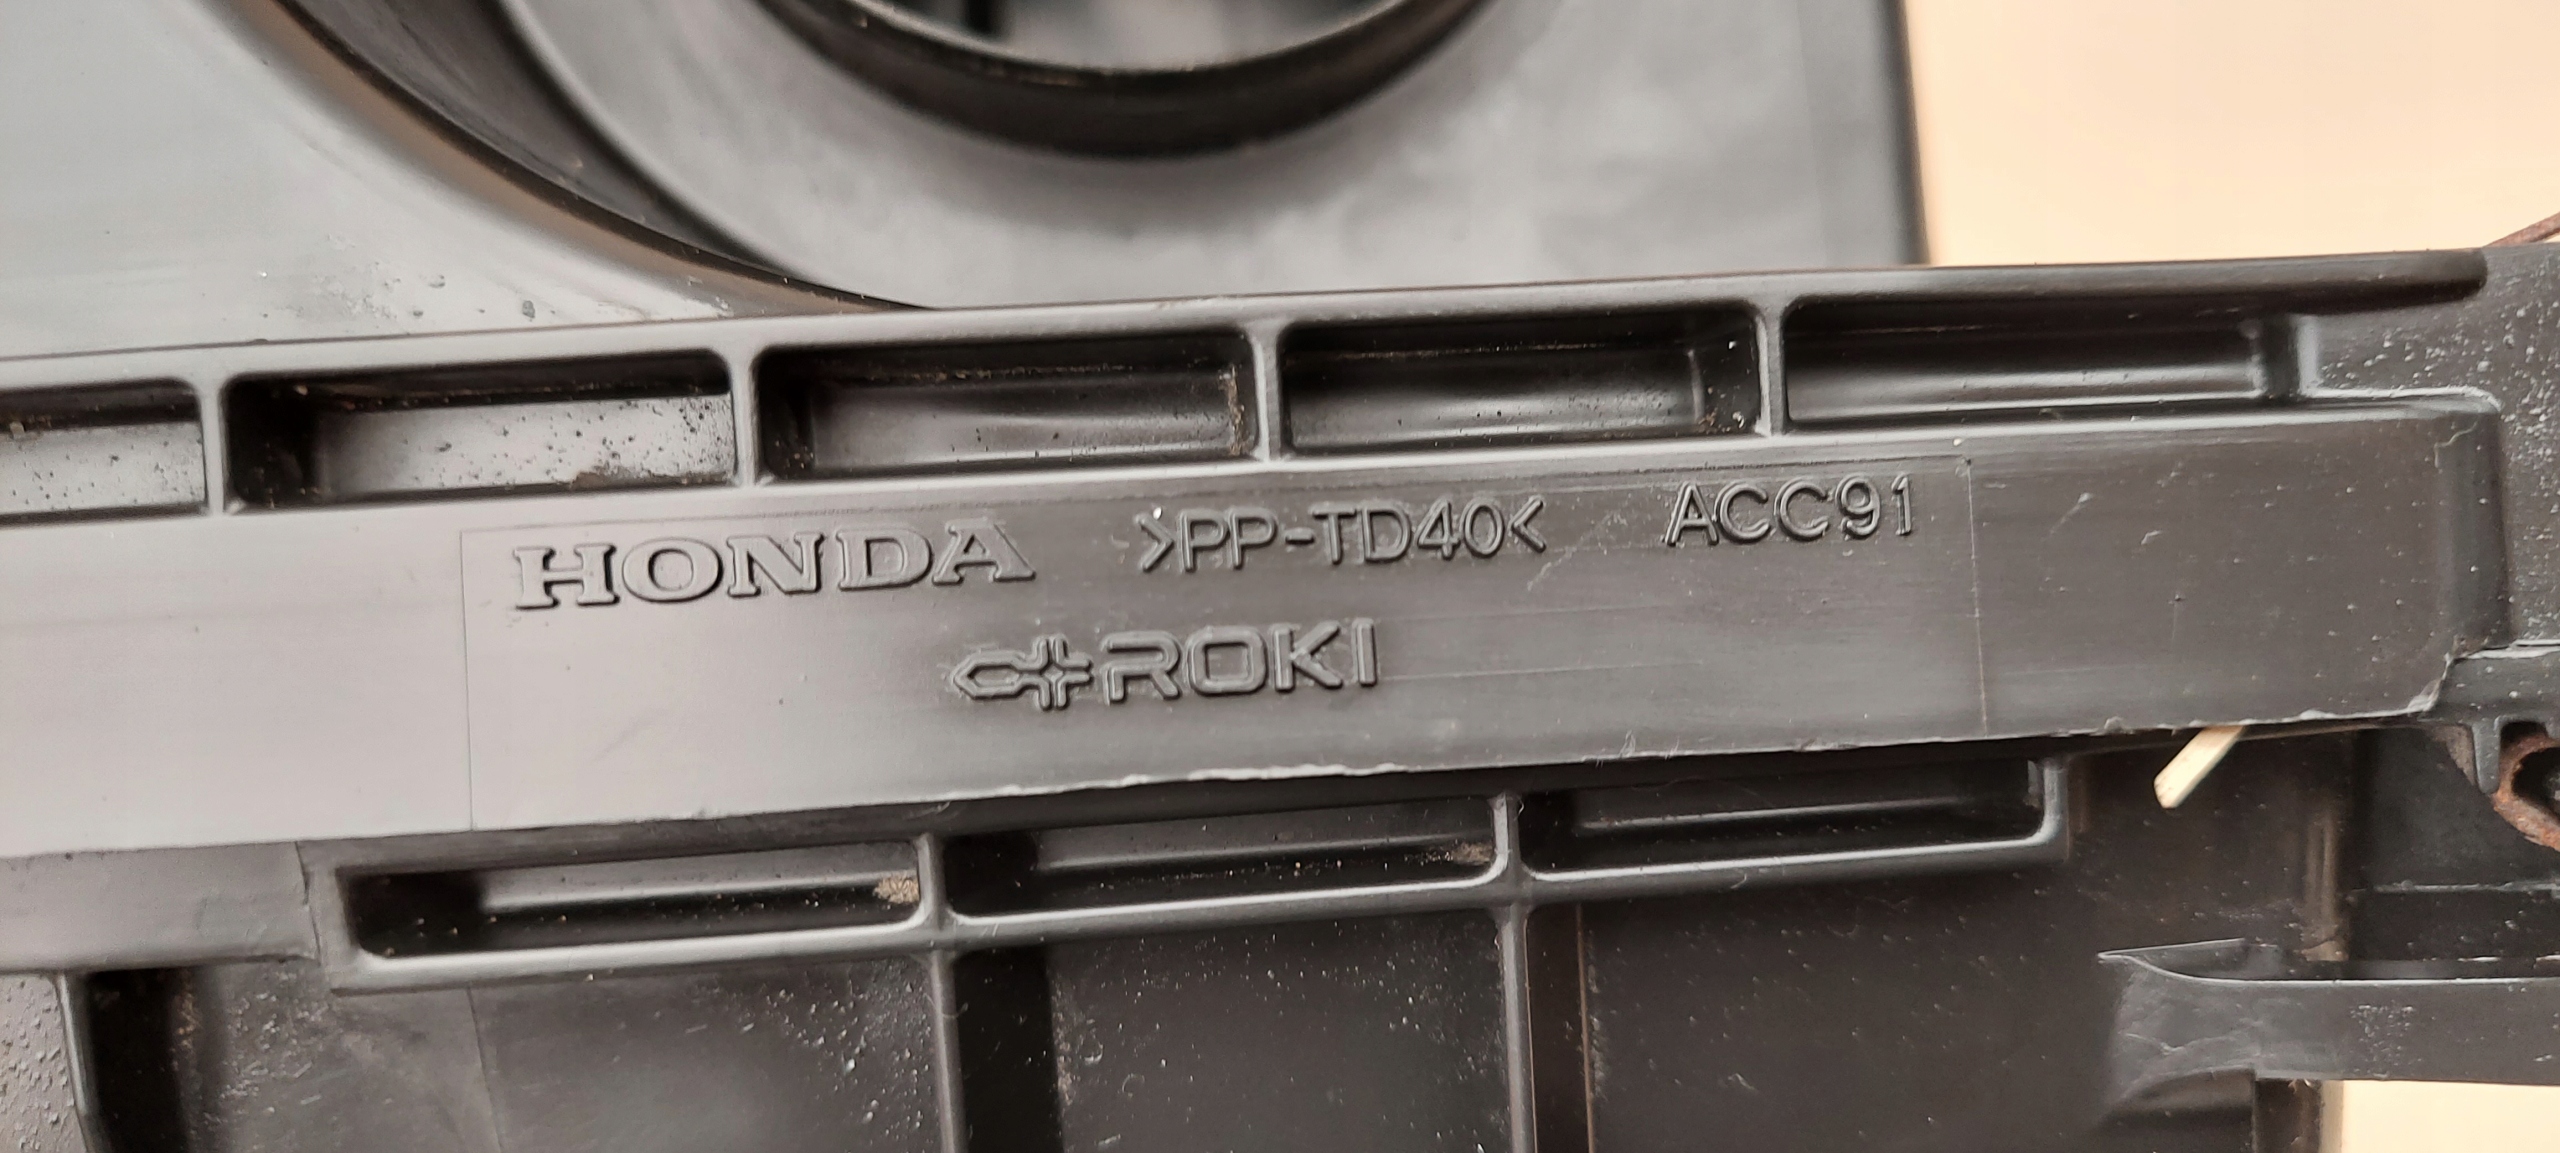 HONDA >PP-TD40< ACC91
ROKI